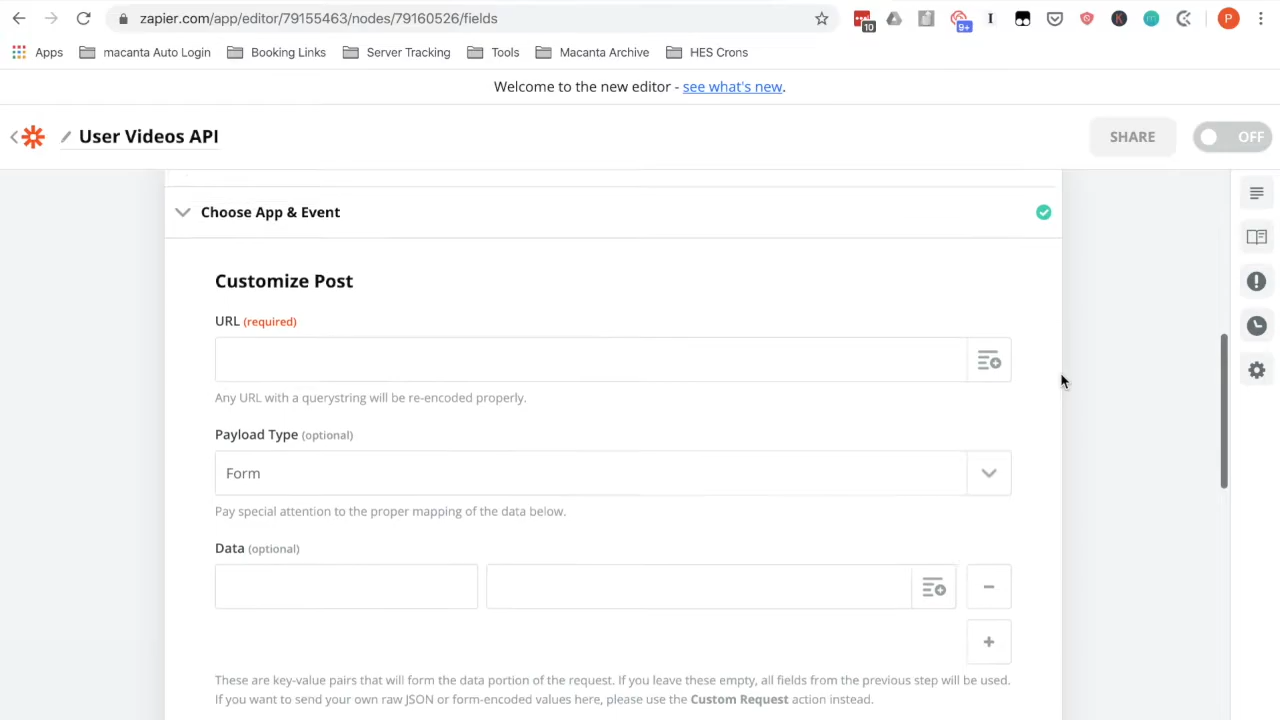 zapier.com/app/editor/79155463/nodes/79160526/fields
10
9+
I
K
m
P
Apps
macanta Auto Login
Booking Links
Server Tracking
Tools
Macanta Archive
HES Crons
Welcome to the new editor - see what's new.
User Videos API
SHARE
OFF
Choose App & Event
Customize Post
URL (required)
Any URL with a querystring will be re-encoded properly.
Payload Type (optional)
Form
Pay special attention to the proper mapping of the data below.
Data (optional)
These are key-value pairs that will form the data portion of the request. If you leave these empty, all fields from the previous step will be used.
If you want to send your own raw JSON or form-encoded values here, please use the Custom Request action instead.